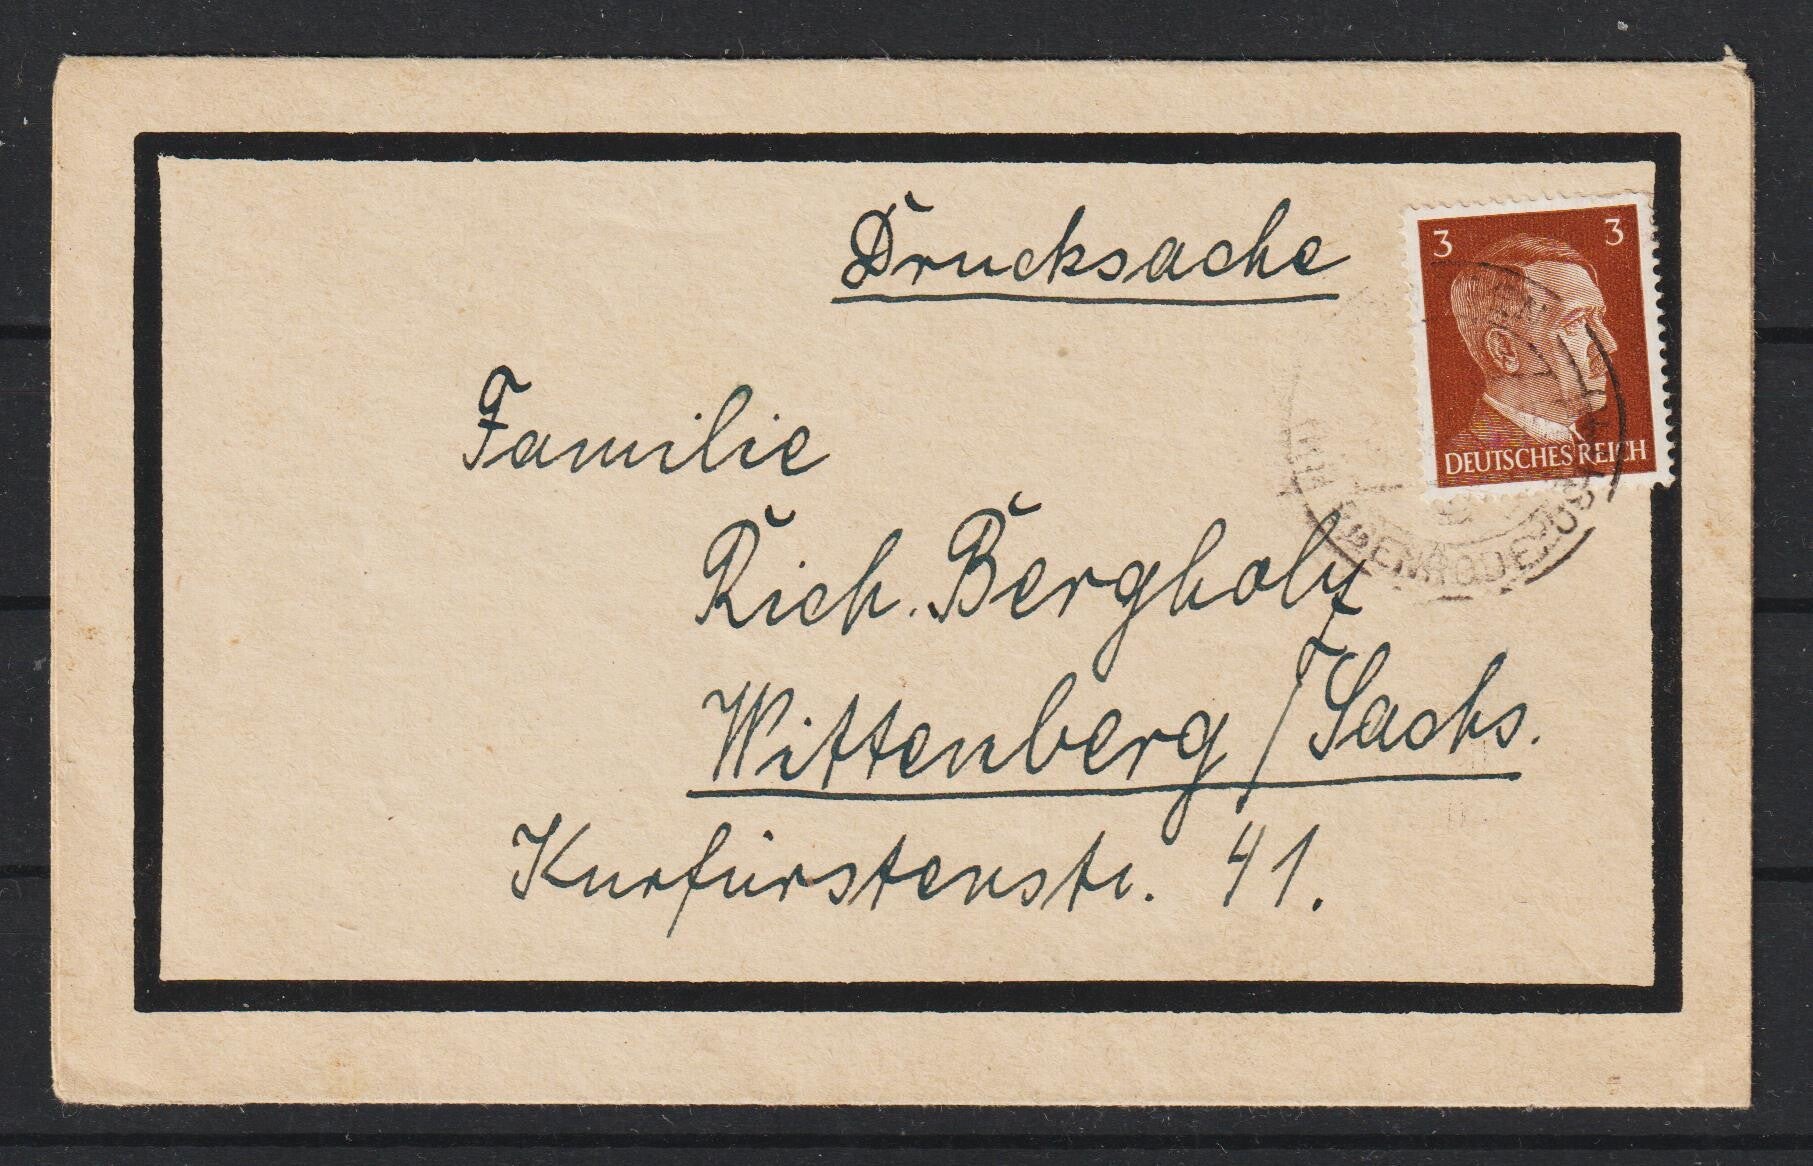 Drucksache
3 3
DEUTSCHES REICH
Familie
Rich. Bergholz
Wittenberg / Sachs.
Kurfürstenstr. 41.